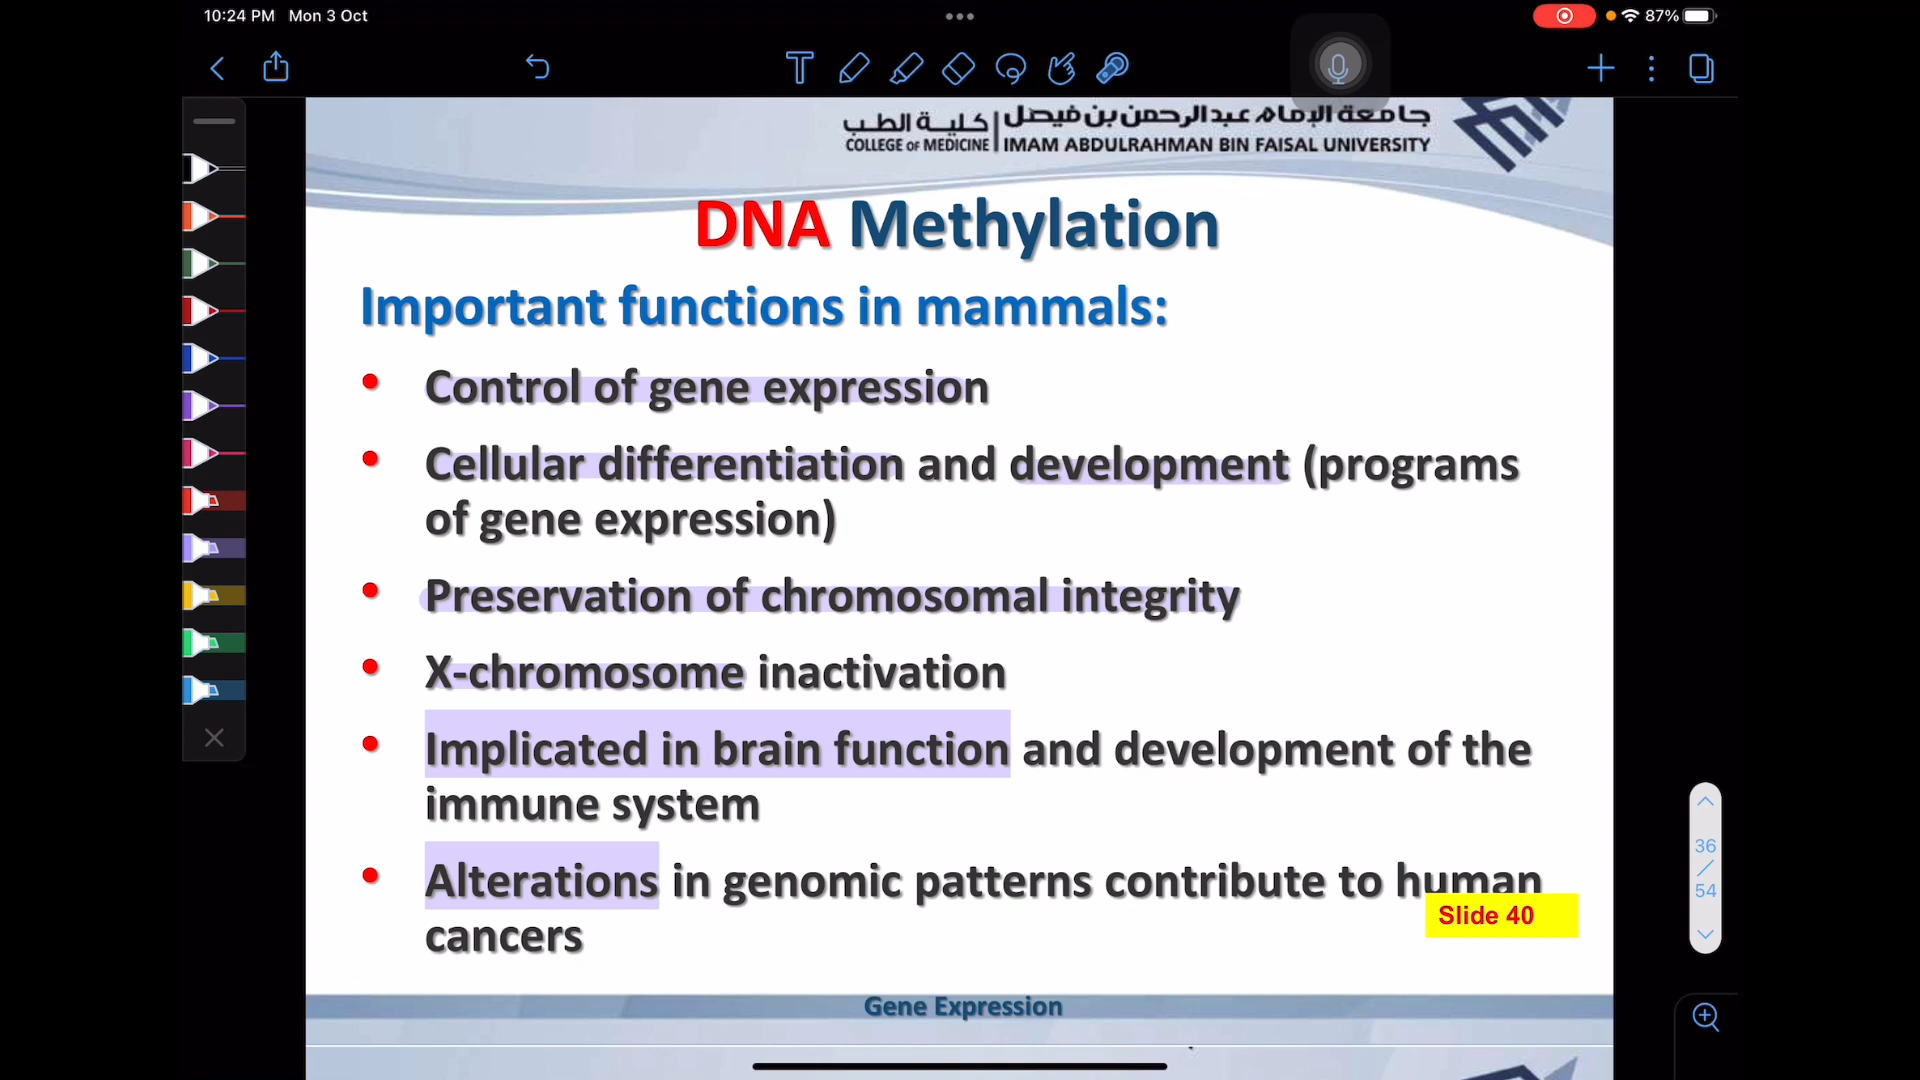 10:24 PM Mon 3 Oct
87%
كلية الطب
COLLEGE OF MEDICINE
جامعة الإمام عبدالرحمن بن فيصل
IMAM ABDULRAHMAN BIN FAISAL UNIVERSITY
DNA Methylation
Important functions in mammals:
• Control of gene expression
• Cellular differentiation and development (programs
of gene expression)
• Preservation of chromosomal integrity
• X-chromosome inactivation
• Implicated in brain function and development of the
immune system
• Alterations in genomic patterns contribute to human
cancers
Slide 40
36
/
54
Gene Expression